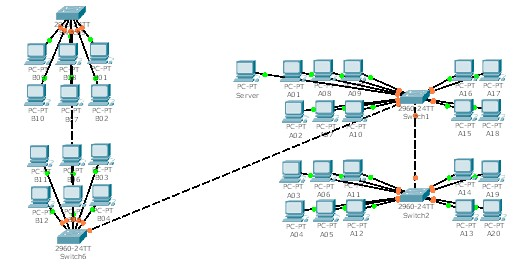 2960-24TT
PC-PT
PC-PT
B01
PC-PT
B10
PC-PT
PC-PT
B02
PC-PT
PC-PT
PC-PT
PC-PT
B12
PC-PT
PC-PT
B04
2960-24TT
Switch6
PC-PT
Server
PC-PT
A01
PC-PT
A08
PC-PT
A09
PC-PT
A02
PC-PT
PC-PT
A10
2960-24TT
Switch1
PC-PT
A16
PC-PT
A17
PC-PT
A15
PC-PT
A18
PC-PT
A03
PC-PT
A06
PC-PT
A11
PC-PT
A04
PC-PT
A05
PC-PT
A12
2960-24TT
Switch2
PC-PT
A14
PC-PT
A19
PC-PT
A13
PC-PT
A20